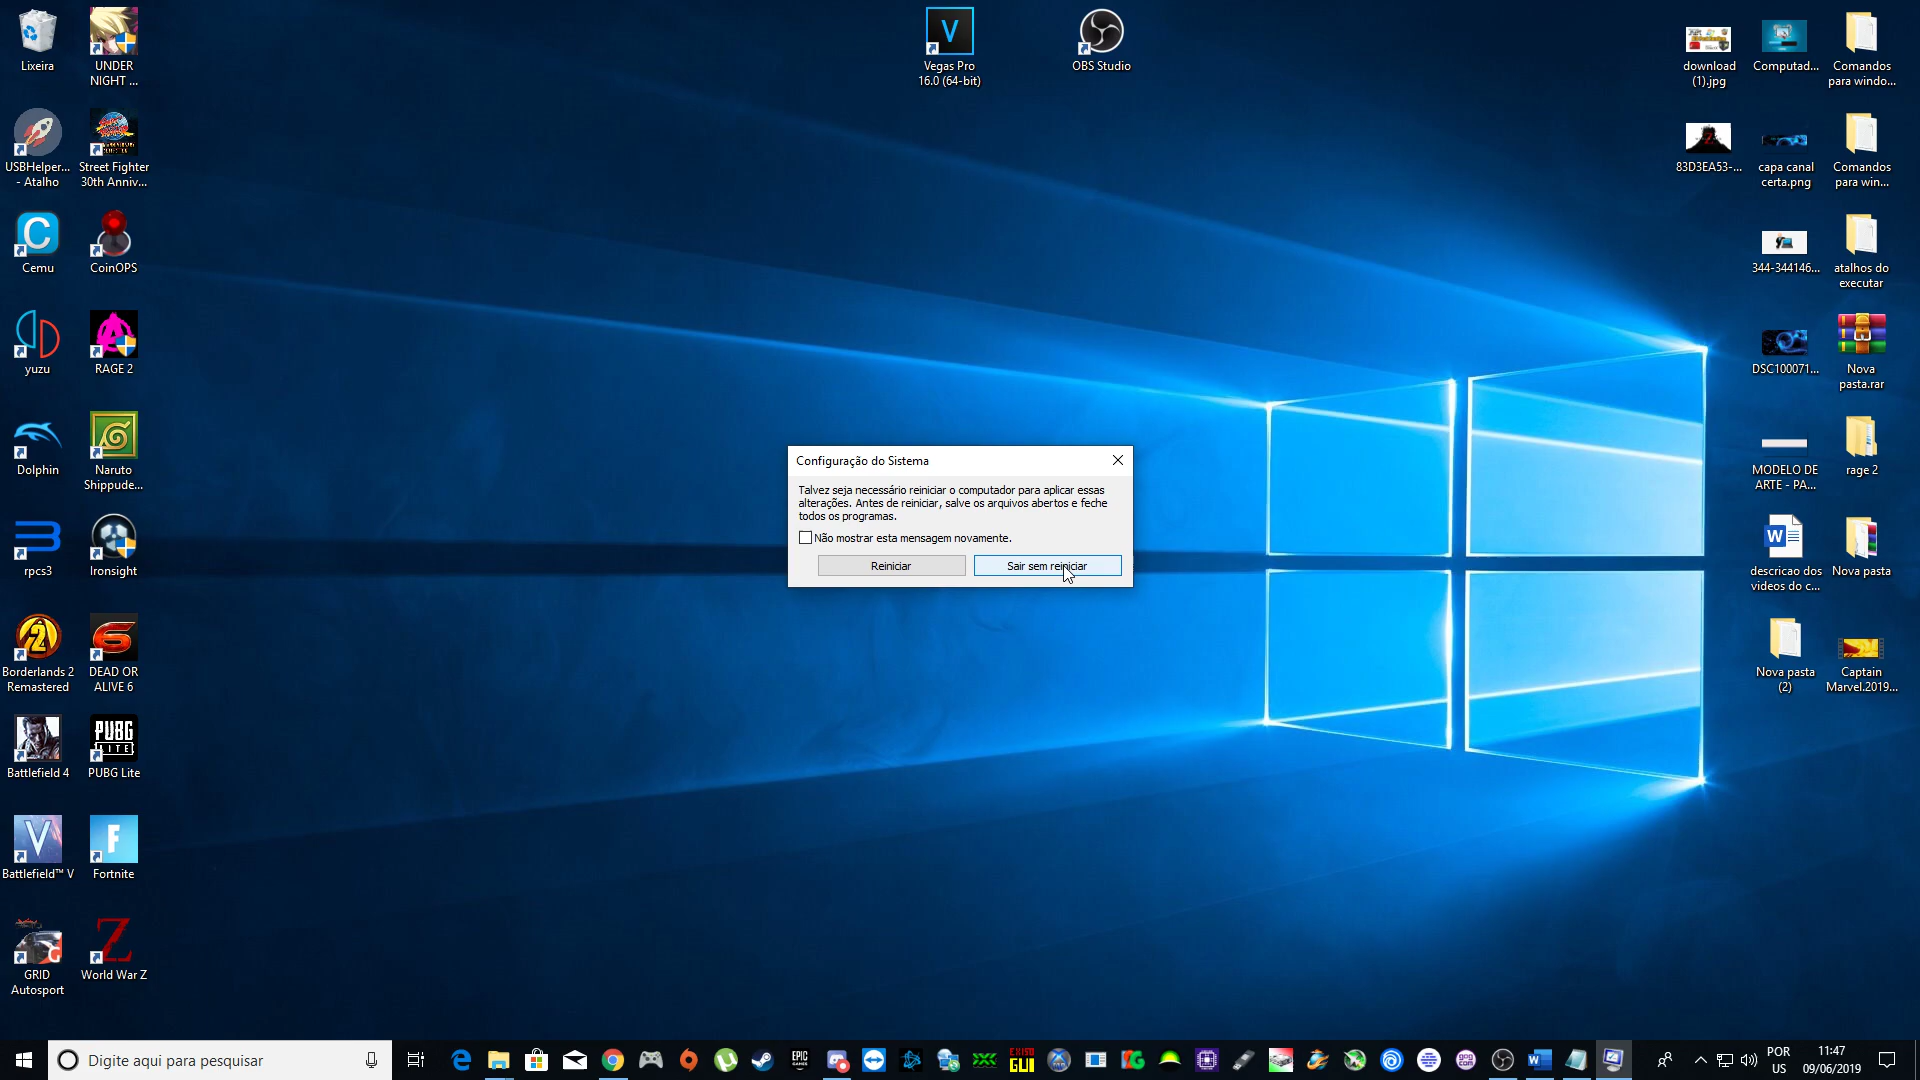 Lixeira
UNDER
NIGHT ...
Vegas Pro
16.0 (64-bit)
OBS Studio
download
(1).jpg
Computad...
Comandos
para windo...
USBHelper...
- Atalho
Street Fighter
30th Anniv...
83D3EA53-...
capa canal
certa.png
Comandos
para win...
Cemu
CoinOPS
344-344146...
atalhos do
executar
yuzu
RAGE 2
DSC100071...
Nova
pasta.rar
Dolphin
Naruto
Shippude...
MODELO DE
ARTE - PA...
rage 2
Configuração do Sistema
Talvez seja necessário reiniciar o computador para aplicar essas
alterações. Antes de reiniciar, salve os arquivos abertos e feche
todos os programas.
Não mostrar esta mensagem novamente.
Reiniciar
Sair sem reiniciar
rpcs3
Ironsight
descricao dos
videos do c...
Nova pasta
Borderlands 2
Remastered
DEAD OR
ALIVE 6
Nova pasta
(2)
Captain
Marvel.2019...
PUBG
LITE
Battlefield 4
PUBG Lite
Battlefield™ V
Fortnite
GRID
Autosport
World War Z
Digite aqui para pesquisar
EPIC
GAMES
POR
US
11:47
09/06/2019